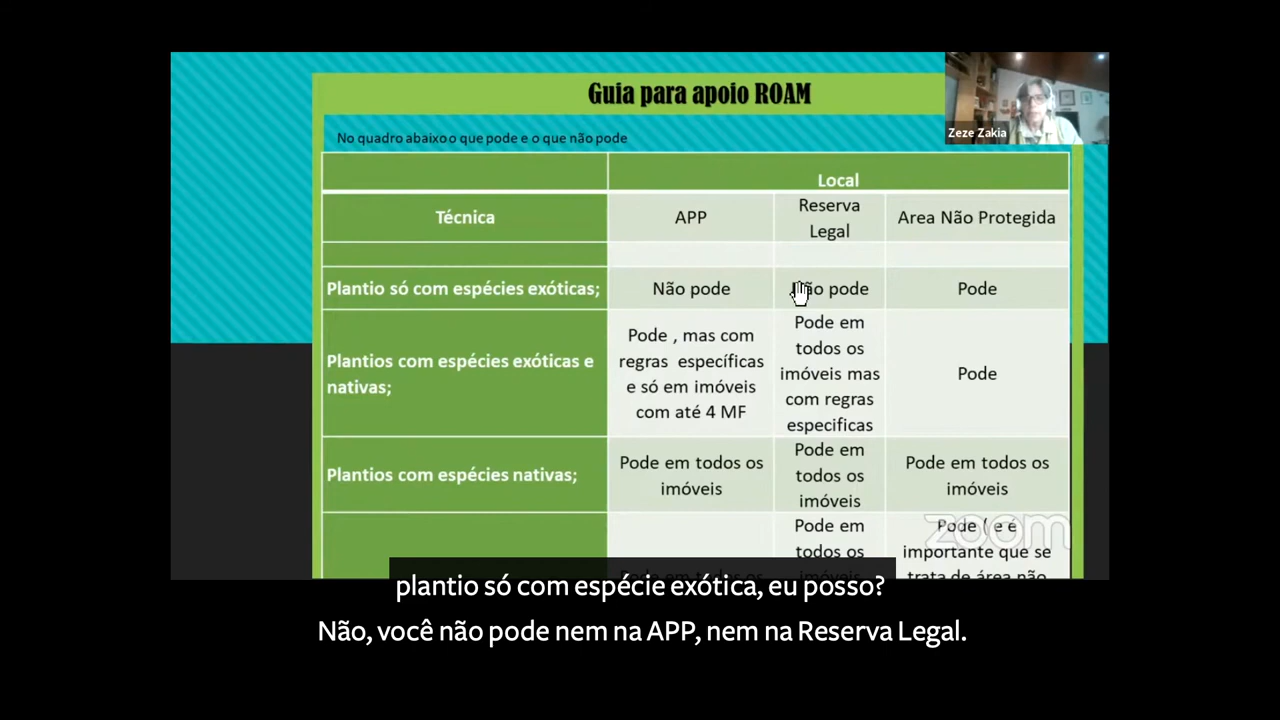 Guia para apoio ROAM
Zeze Zakia
No quadro abaixo o que pode e o que não pode
Local
Técnica
APP
Reserva
Legal
Area Não Protegida
Plantio só com espécies exóticas;
Não pode
Não pode
Pode
Plantios com espécies exóticas e
nativas;
Pode , mas com
regras específicas
e só em imóveis
com até 4 MF
Pode em
todos os
imóveis mas
com regras
especificas
Pode
Plantios com espécies nativas;
Pode em todos os
imóveis
Pode em
todos os
imóveis
Pode em todos os
imóveis
Pode em
todos os
Pode ( e é
importante que se
trata de área não
zoom
plantio só com espécie exótica, eu posso?
Não, você não pode nem na APP, nem na Reserva Legal.